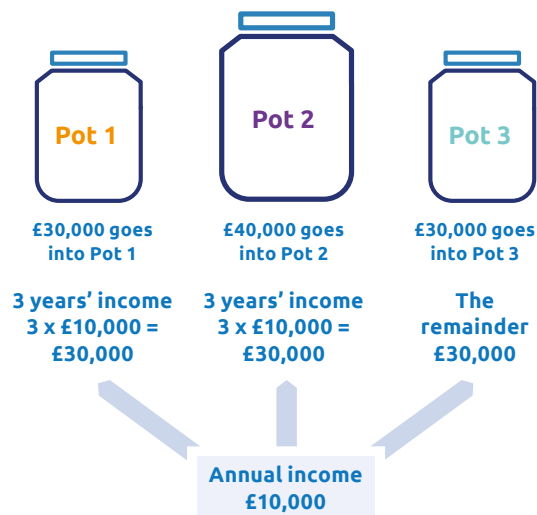 Pot 1
Pot 2
Pot 3
£30,000 goes
into Pot 1
£40,000 goes
into Pot 2
£30,000 goes
into Pot 3
3 years’ income
3 x £10,000 =
£30,000
3 years’ income
3 x £10,000 =
£30,000
The
remainder
£30,000
Annual income
£10,000